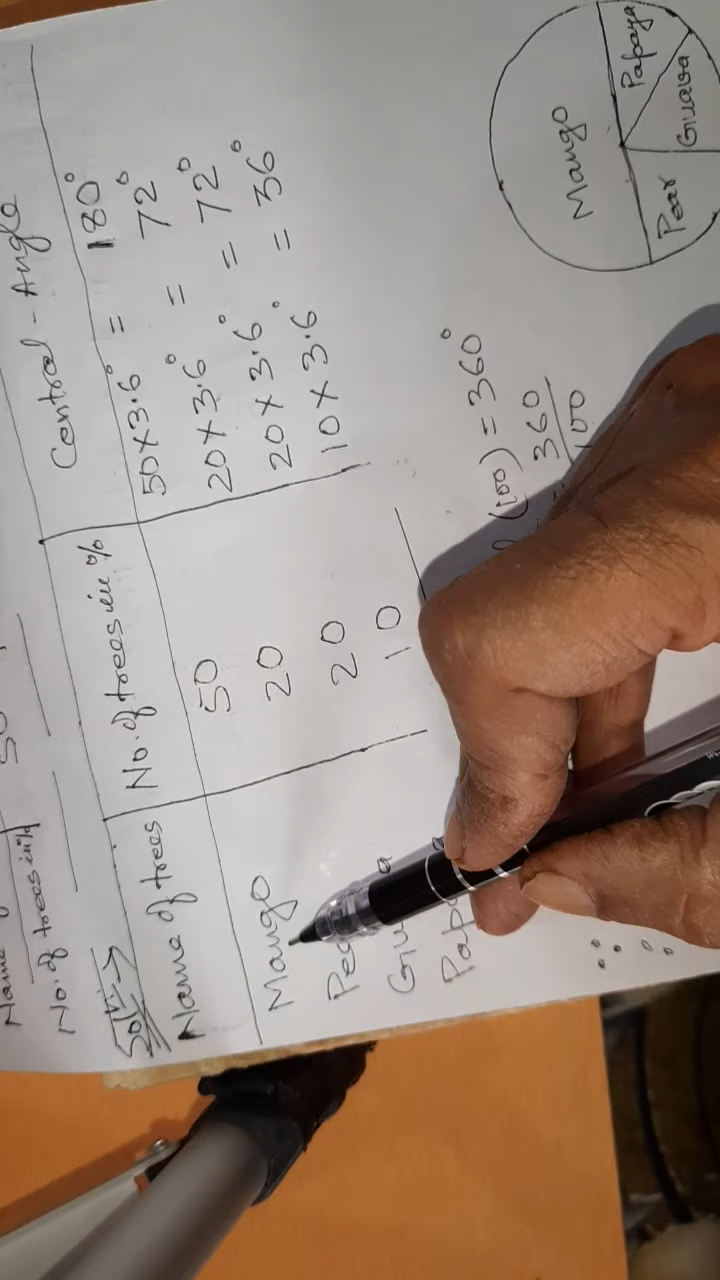 No. of trees in %
50
Soln:->
Name of trees No. of trees in % Central - Angle
Mango 50 50 x 3.6° = 180°
20 20 x 3.6° = 72°
20 20 x 3.6° = 72°
10 10 x 3.6° = 36°
(100) = 360°
360
100
Mango
Papaya
Guava
Pear